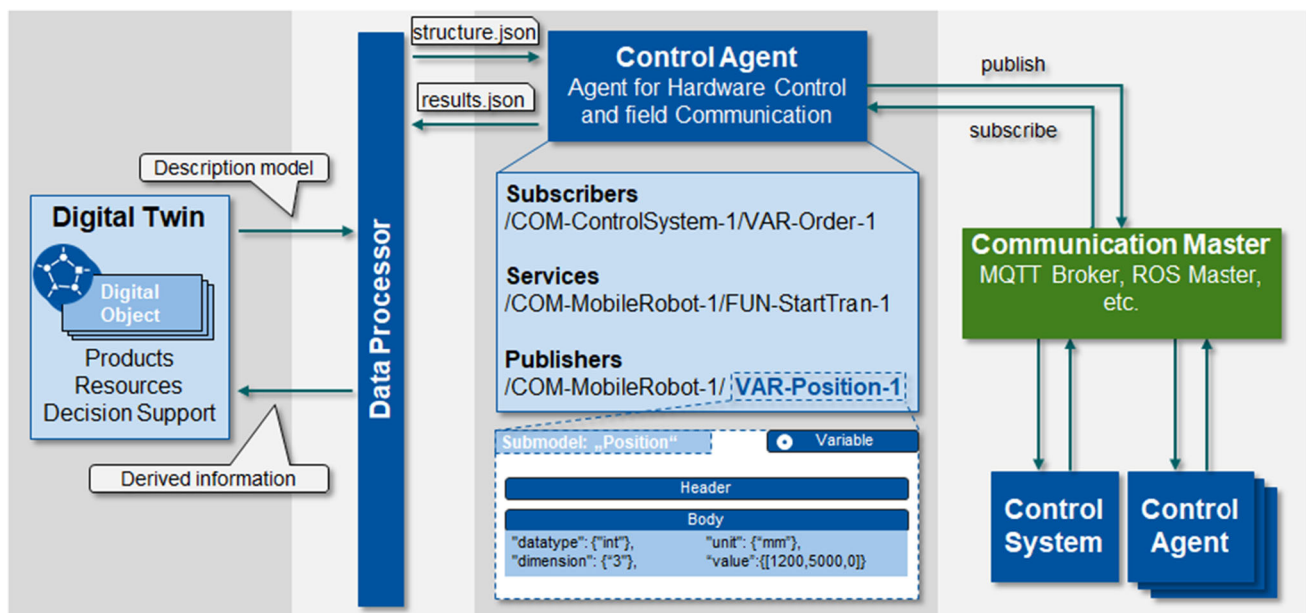 Description model
Digital Twin
Digital
Object
Products
Resources
Decision Support
Derived information
Data Processor
structure.json
results.json
Control Agent
Agent for Hardware Control
and field Communication
Subscribers
/COM-ControlSystem-1/VAR-Order-1
Services
/COM-MobileRobot-1/FUN-StartTran-1
Publishers
/COM-MobileRobot-1/ VAR-Position-1
Submodel: „Position“
Variable
Header
Body
"datatype": {"int"}, "unit": {“mm”},
"dimension": {“3”}, “value”:{[1200,5000,0]}
publish
subscribe
Communication Master
MQTT Broker, ROS Master,
etc.
Control
System
Control
Agent